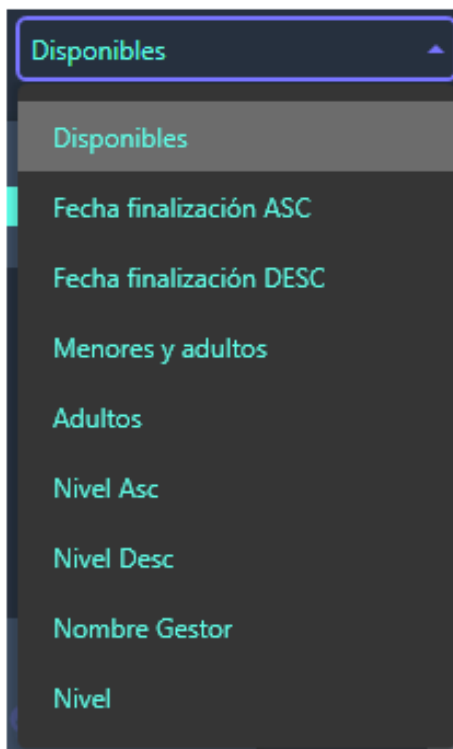 Disponibles
Disponibles
Fecha finalización ASC
Fecha finalización DESC
Menores y adultos
Adultos
Nivel Asc
Nivel Desc
Nombre Gestor
Nivel